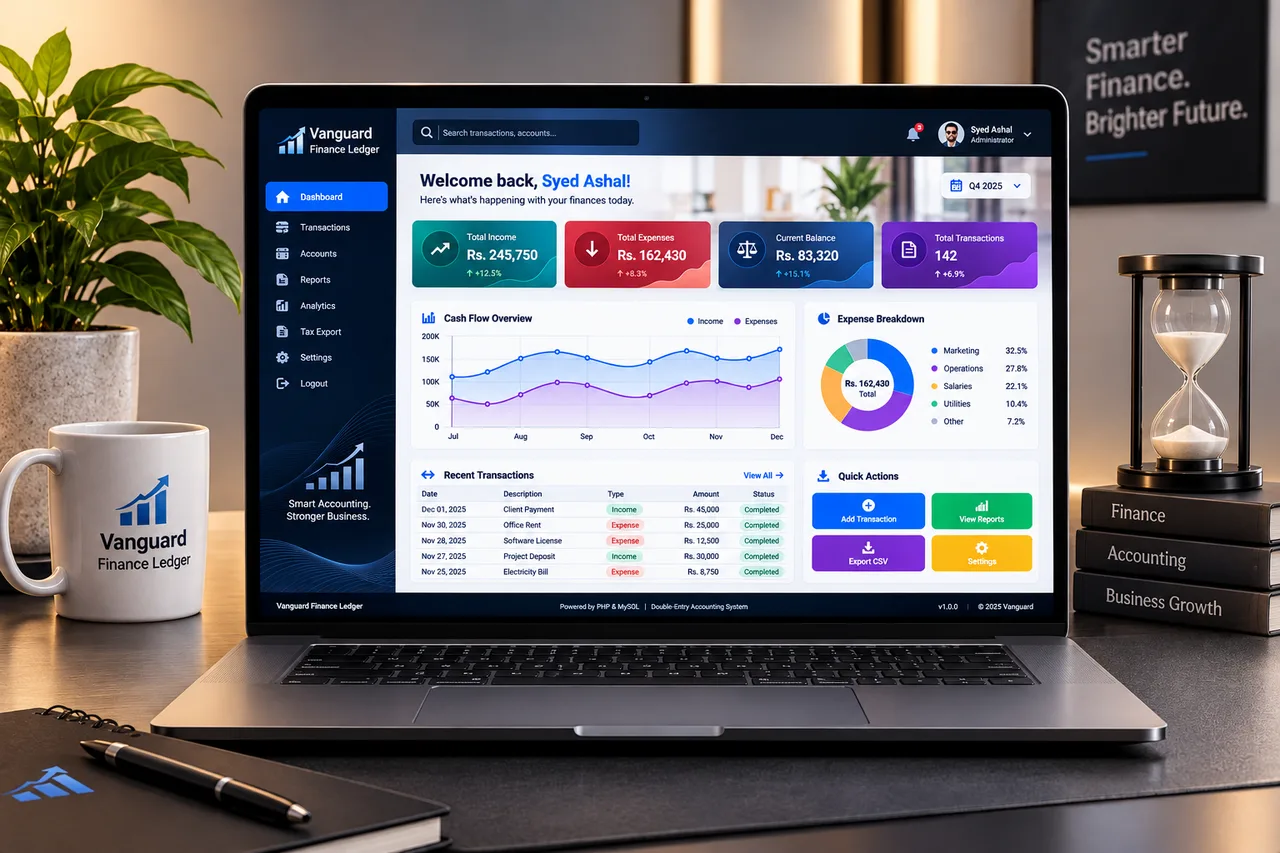 Smarter
Finance.
Brighter Future.
Vanguard
Finance Ledger
Search transactions, accounts...
3
Syed Ashal
Administrator
Dashboard
Transactions
Accounts
Reports
Analytics
Tax Export
Settings
Logout
Smart Accounting.
Stronger Business.
Welcome back, Syed Ashal!
Here's what's happening with your finances today.
Q4 2025
Total Income
Rs. 245,750
↑ +12.5%
Total Expenses
Rs. 162,430
↑ +8.3%
Current Balance
Rs. 83,320
↑ +15.1%
Total Transactions
142
↑ +6.9%
Cash Flow Overview
Income Expenses
200K
150K
100K
50K
0
Jul Aug Sep Oct Nov Dec
Expense Breakdown
Rs. 162,430
Total
Marketing 32.5%
Operations 27.8%
Salaries 22.1%
Utilities 10.4%
Other 7.2%
Recent Transactions View All →
Date Description Type Amount Status
Dec 01, 2025 Client Payment Income Rs. 45,000 Completed
Nov 30, 2025 Office Rent Expense Rs. 25,000 Completed
Nov 28, 2025 Software License Expense Rs. 12,500 Completed
Nov 27, 2025 Project Deposit Income Rs. 30,000 Completed
Nov 25, 2025 Electricity Bill Expense Rs. 8,750 Completed
Quick Actions
Add Transaction
View Reports
Export CSV
Settings
Vanguard Finance Ledger
Powered by PHP & MySQL | Double-Entry Accounting System
v1.0.0 | © 2025 Vanguard
Vanguard
Finance Ledger
Finance
Accounting
Business Growth